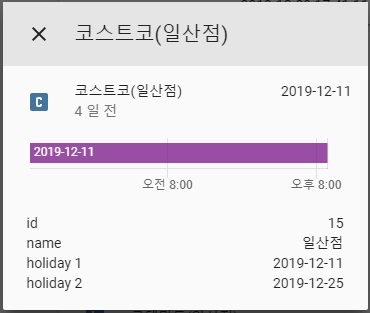 코스트코(일산점)
C 코스트코(일산점) 2019-12-11
4 일 전
2019-12-11
오전 8:00 오후 8:00
id 15
name 일산점
holiday 1 2019-12-11
holiday 2 2019-12-25